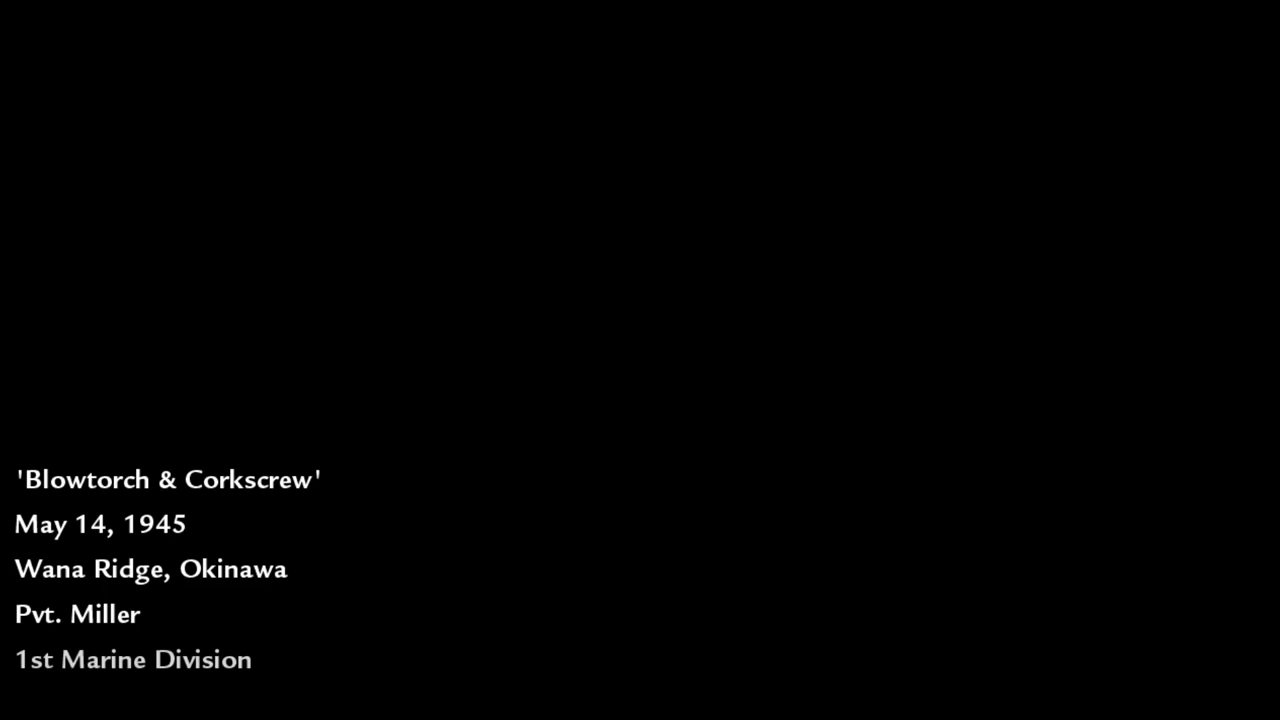 'Blowtorch & Corkscrew'
May 14, 1945
Wana Ridge, Okinawa
Pvt. Miller
1st Marine Division